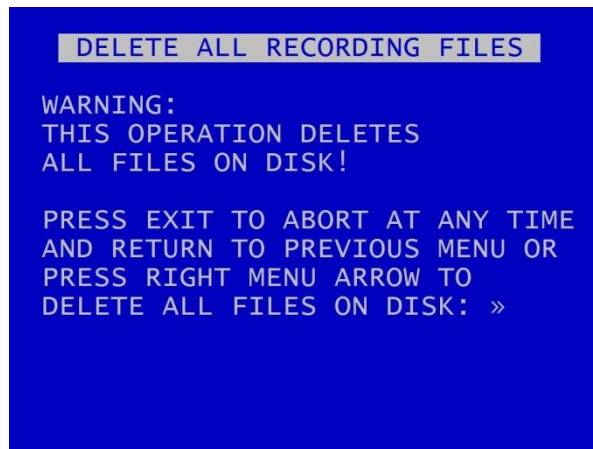 DELETE ALL RECORDING FILES
WARNING:
THIS OPERATION DELETES
ALL FILES ON DISK!
PRESS EXIT TO ABORT AT ANY TIME
AND RETURN TO PREVIOUS MENU OR
PRESS RIGHT MENU ARROW TO
DELETE ALL FILES ON DISK: »